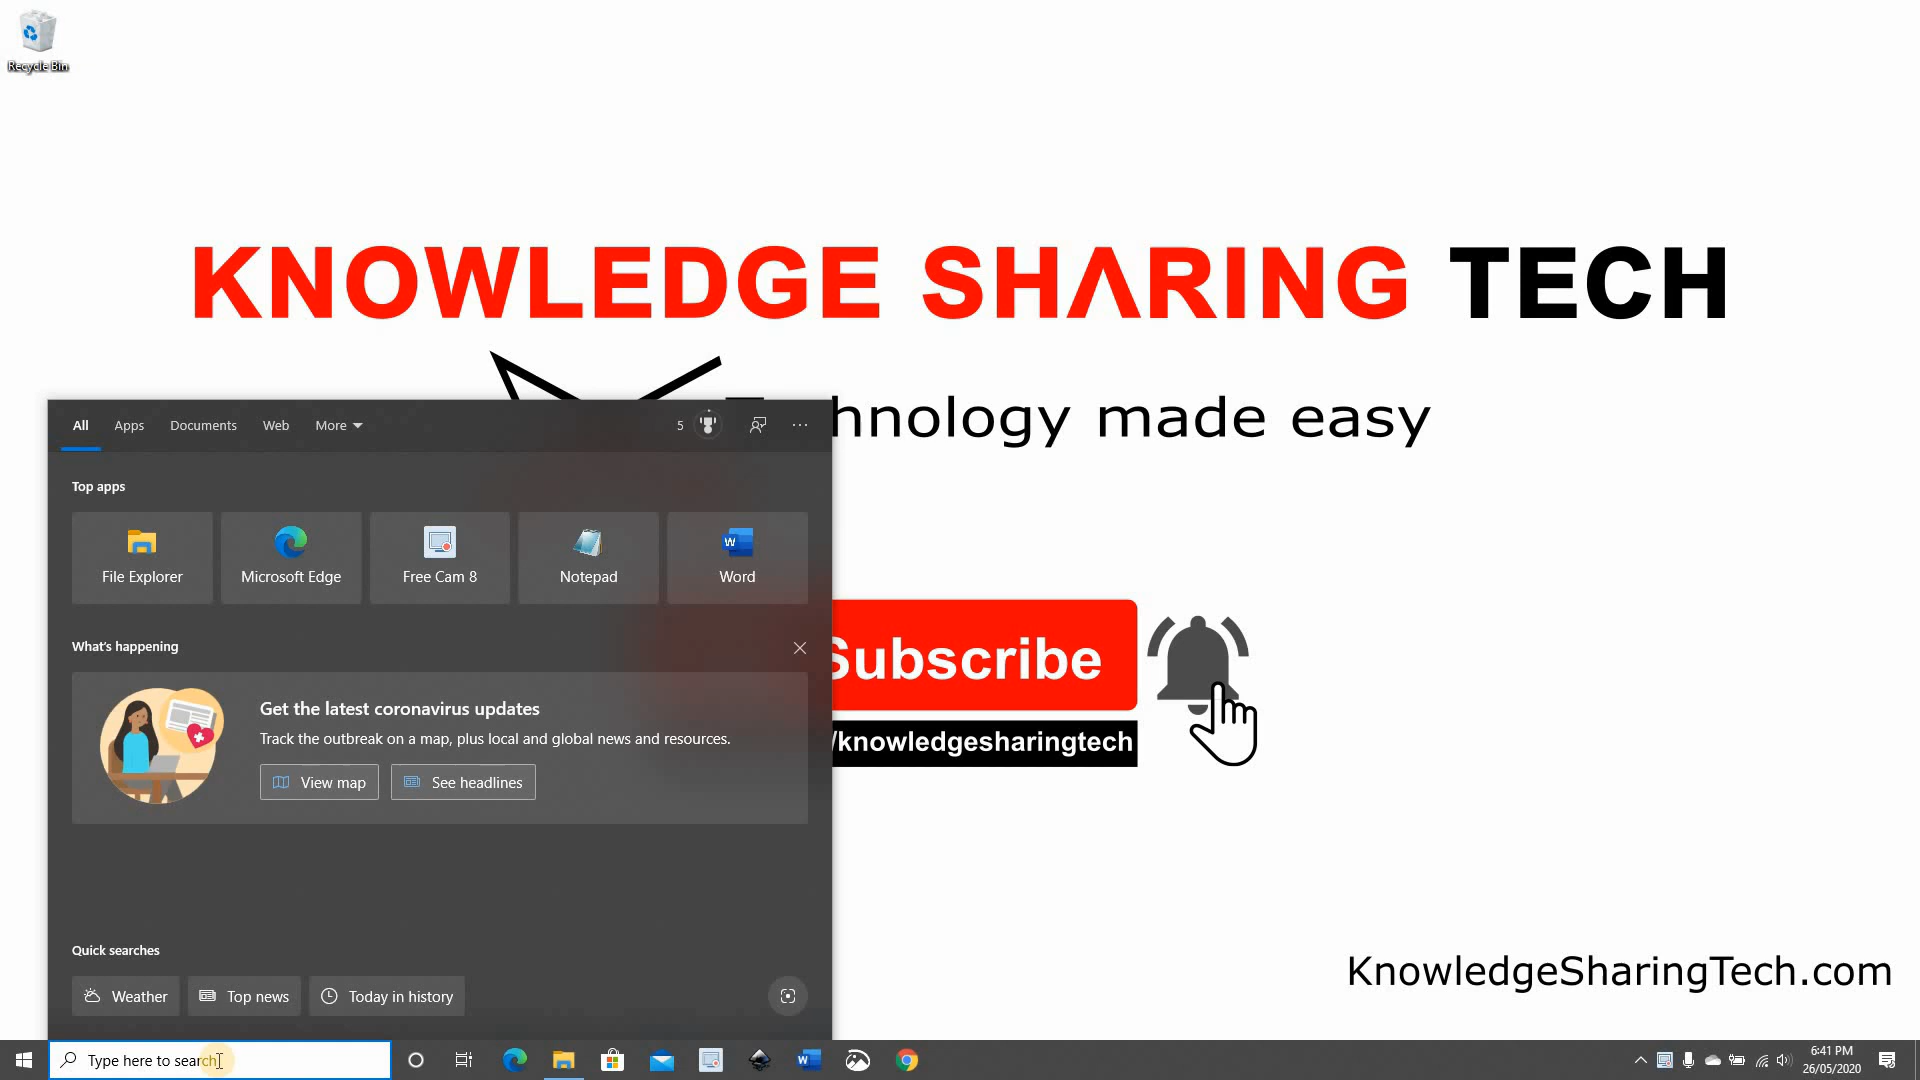 Recycle Bin
KNOWLEDGE SHARING TECH
hnology made easy
All Apps Documents Web More 5 ...
Top apps
File Explorer Microsoft Edge Free Cam 8 Notepad Word
What's happening
Get the latest coronavirus updates
Track the outbreak on a map, plus local and global news and resources.
View map See headlines
Subscribe
/knowledgesharingtech
Quick searches
Weather Top news Today in history
KnowledgeSharingTech.com
Type here to search
6:41 PM
26/05/2020